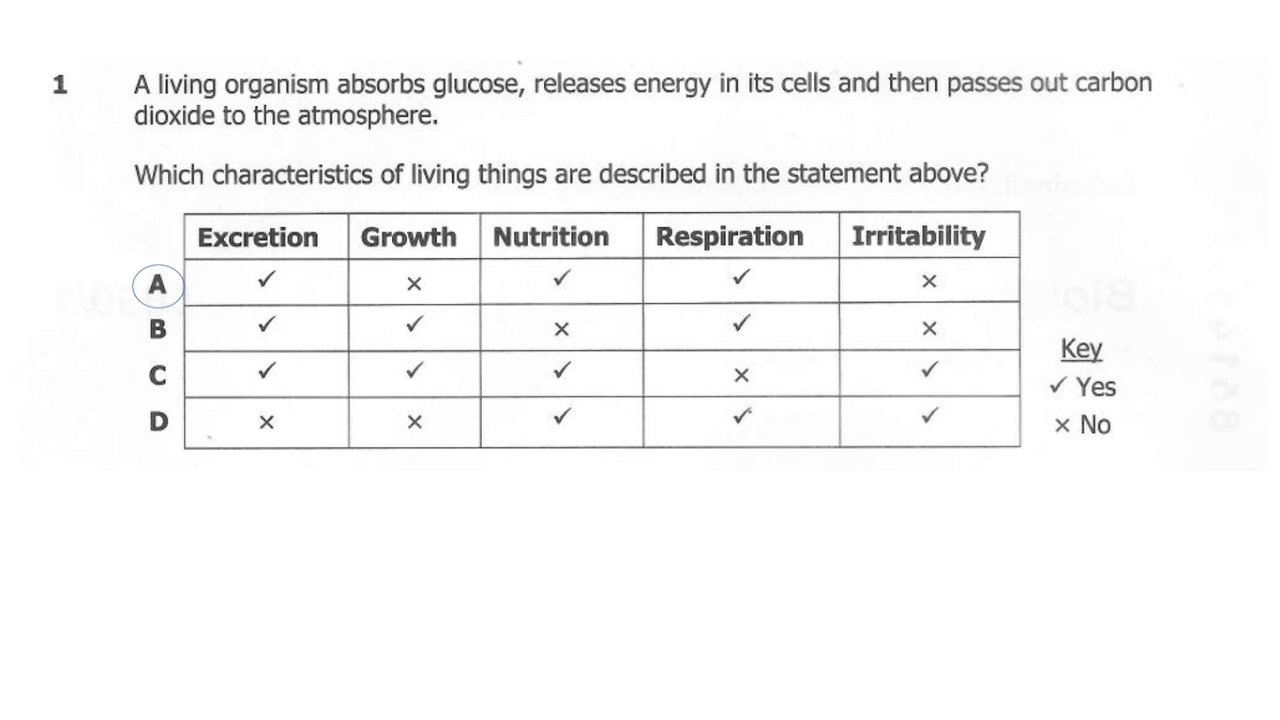 1 A living organism absorbs glucose, releases energy in its cells and then passes out carbon
dioxide to the atmosphere.
Which characteristics of living things are described in the statement above?
Excretion Growth Nutrition Respiration Irritability
A ✓ × ✓ ✓ ×
B ✓ ✓ × ✓ ×
C ✓ ✓ ✓ × ✓
D × × ✓ ✓ ✓
Key
✓ Yes
× No